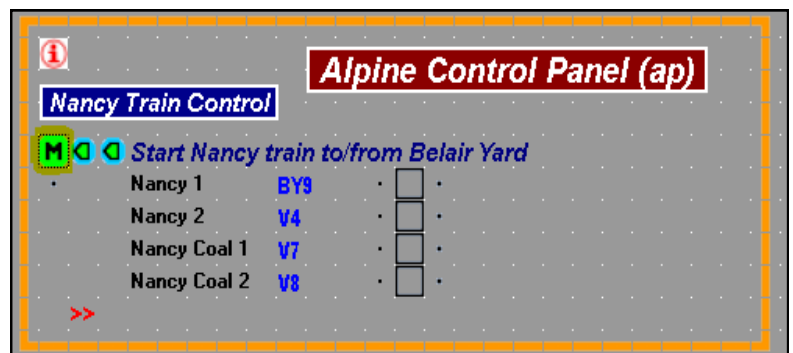 i
Alpine Control Panel (ap)
Nancy Train Control
M Start Nancy train to/from Belair Yard
Nancy 1 BY9
Nancy 2 V4
Nancy Coal 1 V7
Nancy Coal 2 V8
>>